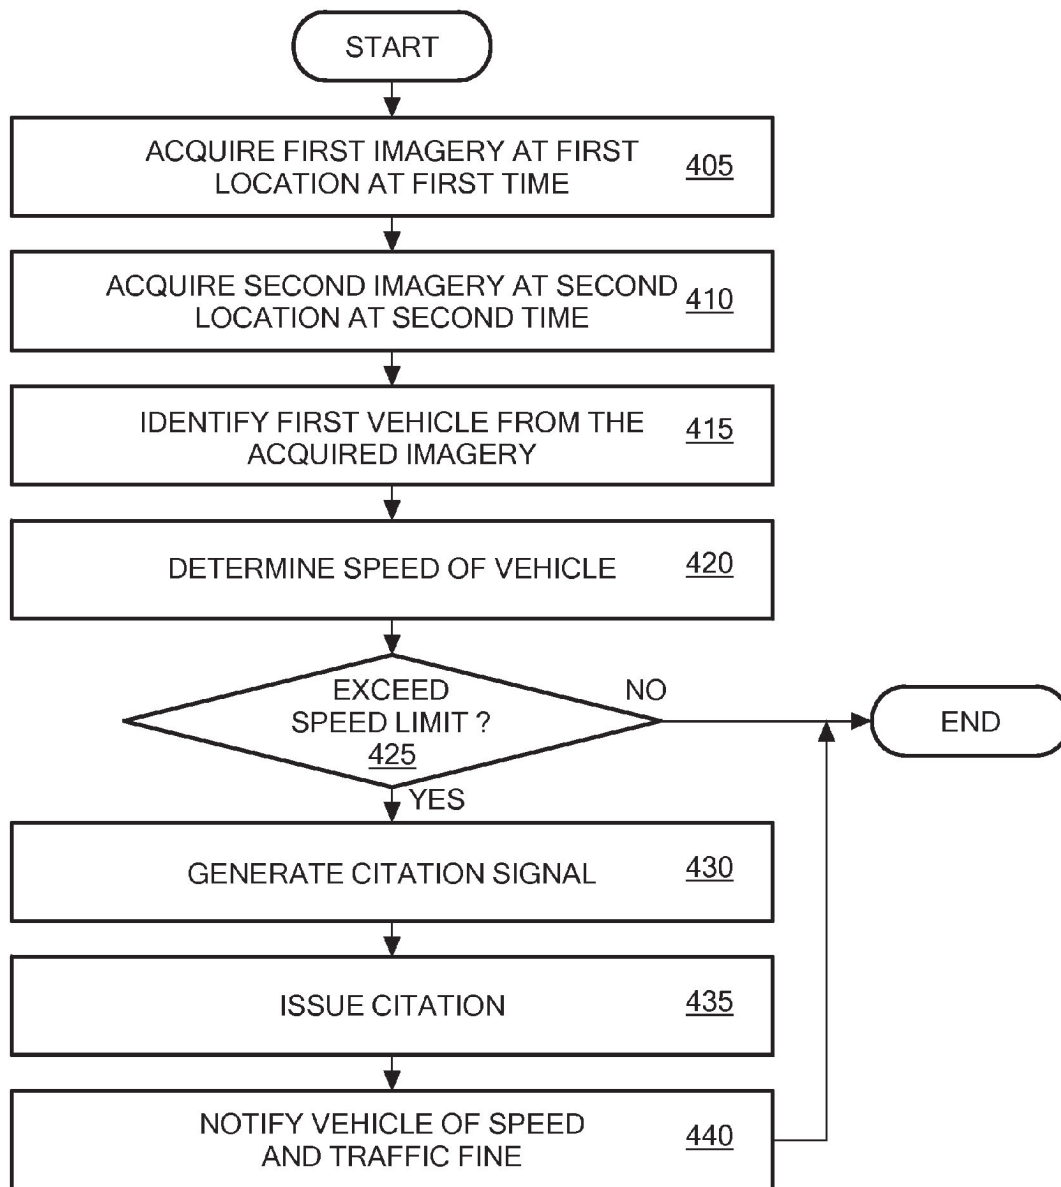 START
ACQUIRE FIRST IMAGERY AT FIRST
LOCATION AT FIRST TIME
405
ACQUIRE SECOND IMAGERY AT SECOND
LOCATION AT SECOND TIME
410
IDENTIFY FIRST VEHICLE FROM THE
ACQUIRED IMAGERY
415
DETERMINE SPEED OF VEHICLE
420
EXCEED
SPEED LIMIT ?
425
NO
END
YES
GENERATE CITATION SIGNAL
430
ISSUE CITATION
435
NOTIFY VEHICLE OF SPEED
AND TRAFFIC FINE
440